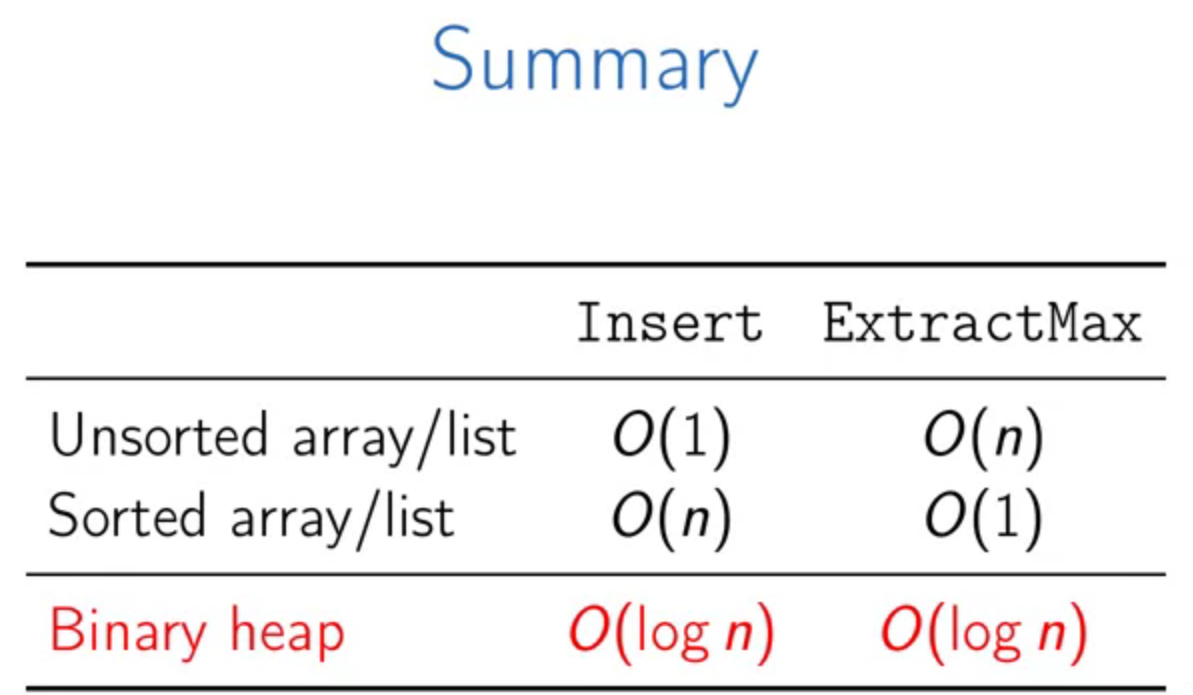 Summary
Insert ExtractMax
Unsorted array/list O(1) O(n)
Sorted array/list O(n) O(1)
Binary heap O(log n) O(log n)